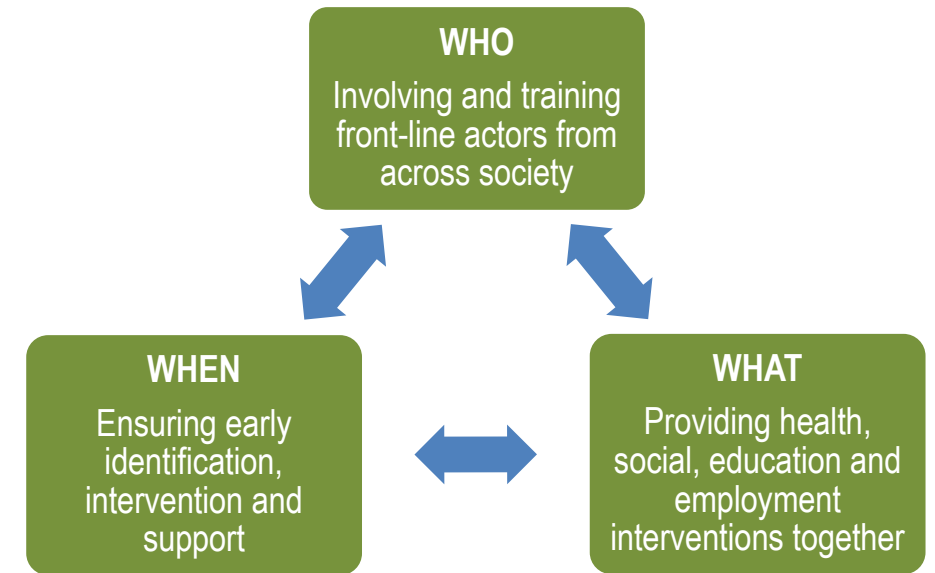 WHO
Involving and training
front-line actors from
across society
WHEN
Ensuring early
identification,
intervention and
support
WHAT
Providing health,
social, education and
employment
interventions together